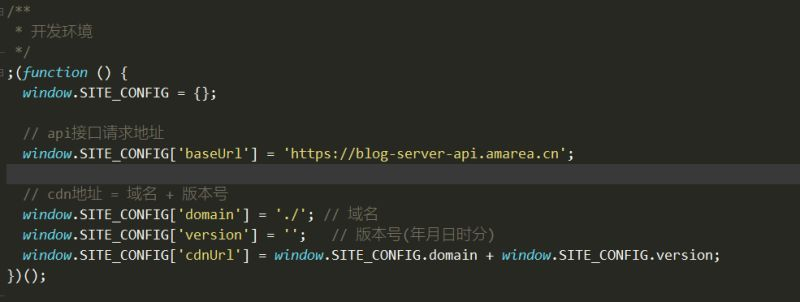 /**
 * 开发环境
 */
;(function () {
  window.SITE_CONFIG = {};
  // api接口请求地址
  window.SITE_CONFIG['baseUrl'] = 'https://blog-server-api.amarea.cn';
  // cdn地址 = 域名 + 版本号
  window.SITE_CONFIG['domain'] = './'; // 域名
  window.SITE_CONFIG['version'] = '';   // 版本号(年月日时分)
  window.SITE_CONFIG['cdnUrl'] = window.SITE_CONFIG.domain + window.SITE_CONFIG.version;
})();